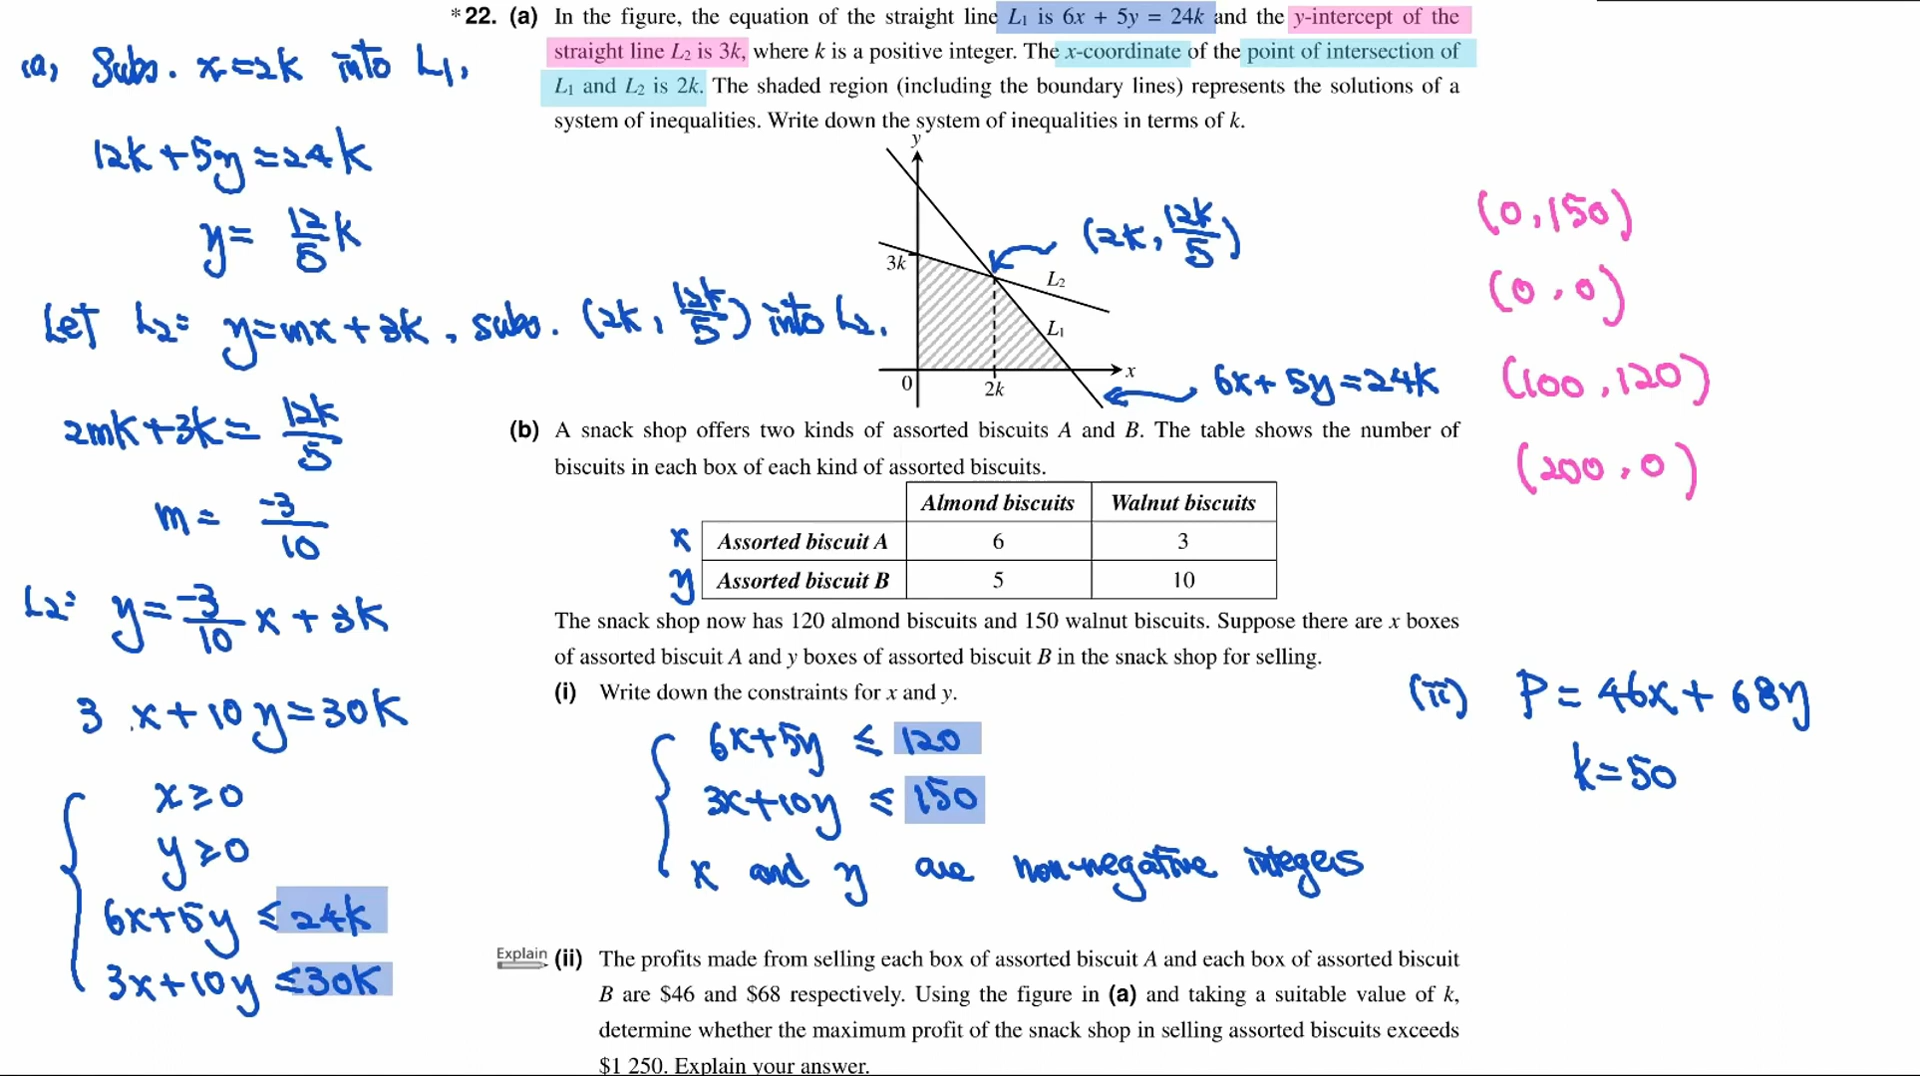 *22. (a) In the figure, the equation of the straight line L₁ is 6x + 5y = 24k and the y-intercept of the
straight line L₂ is 3k, where k is a positive integer. The x-coordinate of the point of intersection of
L₁ and L₂ is 2k. The shaded region (including the boundary lines) represents the solutions of a
system of inequalities. Write down the system of inequalities in terms of k.
(a) Subs. x=2k into L₁,
12k+5y=24k
y= 12/5 k
Let L₂: y=mx+3k, subs. (2k, 12k/5) into L₂.
2mk+3k= 12k/5
m= -3/10
L₂: y= -3/10 x + 3k
3 x+10y=30k
x≥0
y≥0
6x+5y ≤24k
3x+10y ≤30k
y
3k
L₂
L₁
0
2k
x
(2k, 12k/5)
6x+5y=24k
(0,150)
(0,0)
(100,120)
(200,0)
(b) A snack shop offers two kinds of assorted biscuits A and B. The table shows the number of
biscuits in each box of each kind of assorted biscuits.
Almond biscuits Walnut biscuits
x Assorted biscuit A 6 3
y Assorted biscuit B 5 10
The snack shop now has 120 almond biscuits and 150 walnut biscuits. Suppose there are x boxes
of assorted biscuit A and y boxes of assorted biscuit B in the snack shop for selling.
(i) Write down the constraints for x and y.
6x+5y ≤ 120
3x+10y ≤ 150
x and y are non-negative integers
(ii) P= 46x+ 68y
k=50
Explain (ii) The profits made from selling each box of assorted biscuit A and each box of assorted biscuit
B are $46 and $68 respectively. Using the figure in (a) and taking a suitable value of k,
determine whether the maximum profit of the snack shop in selling assorted biscuits exceeds
$1 250. Explain your answer.